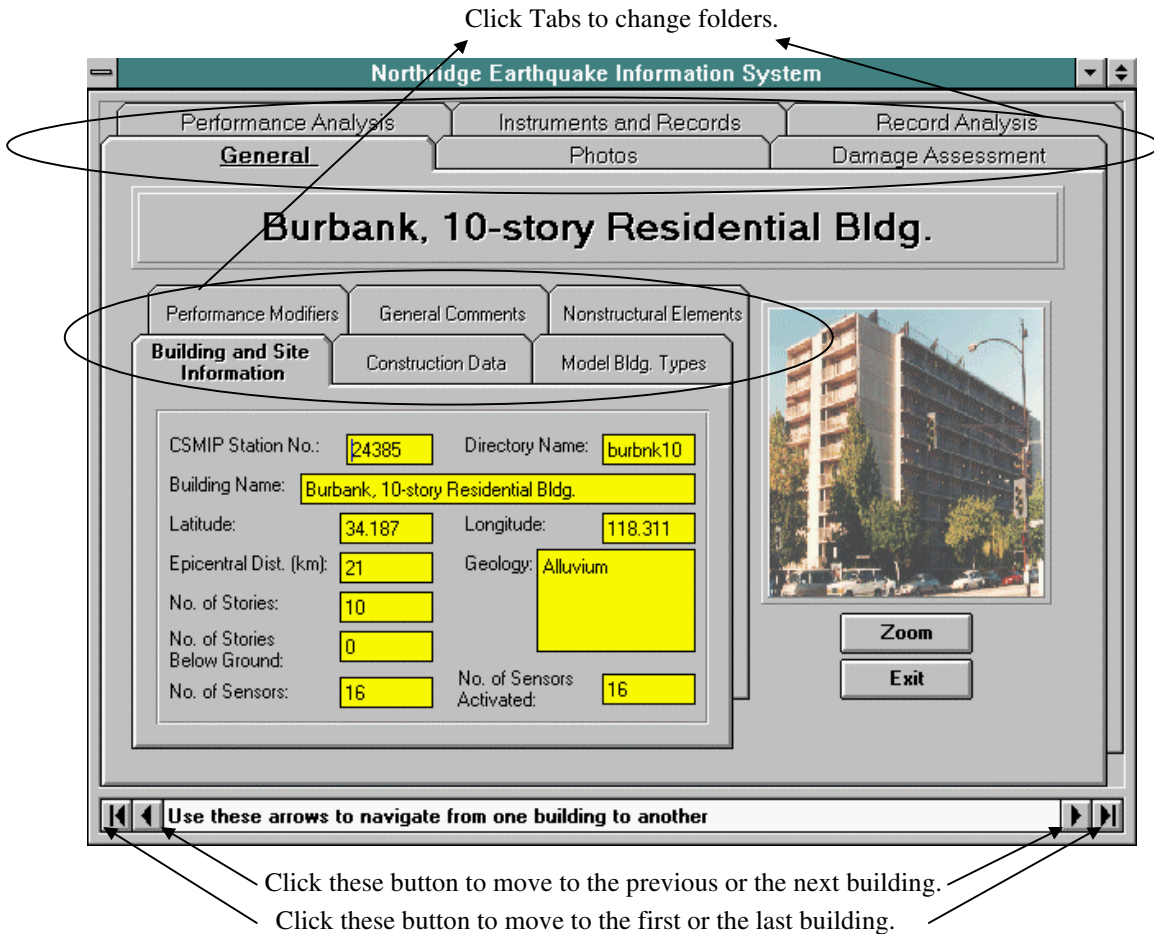 Click Tabs to change folders.
Northridge Earthquake Information System
Performance Analysis Instruments and Records Record Analysis
General Photos Damage Assessment
Burbank, 10-story Residential Bldg.
Performance Modifiers General Comments Nonstructural Elements
Building and Site
Information
Construction Data Model Bldg. Types
CSMIP Station No.: 24385 Directory Name: burbnk10
Building Name: Burbank, 10-story Residential Bldg.
Latitude: 34.187 Longitude: 118.311
Epicentral Dist. (km): 21 Geology: Alluvium
No. of Stories: 10
No. of Stories
Below Ground: 0
No. of Sensors: 16 No. of Sensors
Activated: 16
Zoom
Exit
Use these arrows to navigate from one building to another
Click these button to move to the previous or the next building.
Click these button to move to the first or the last building.